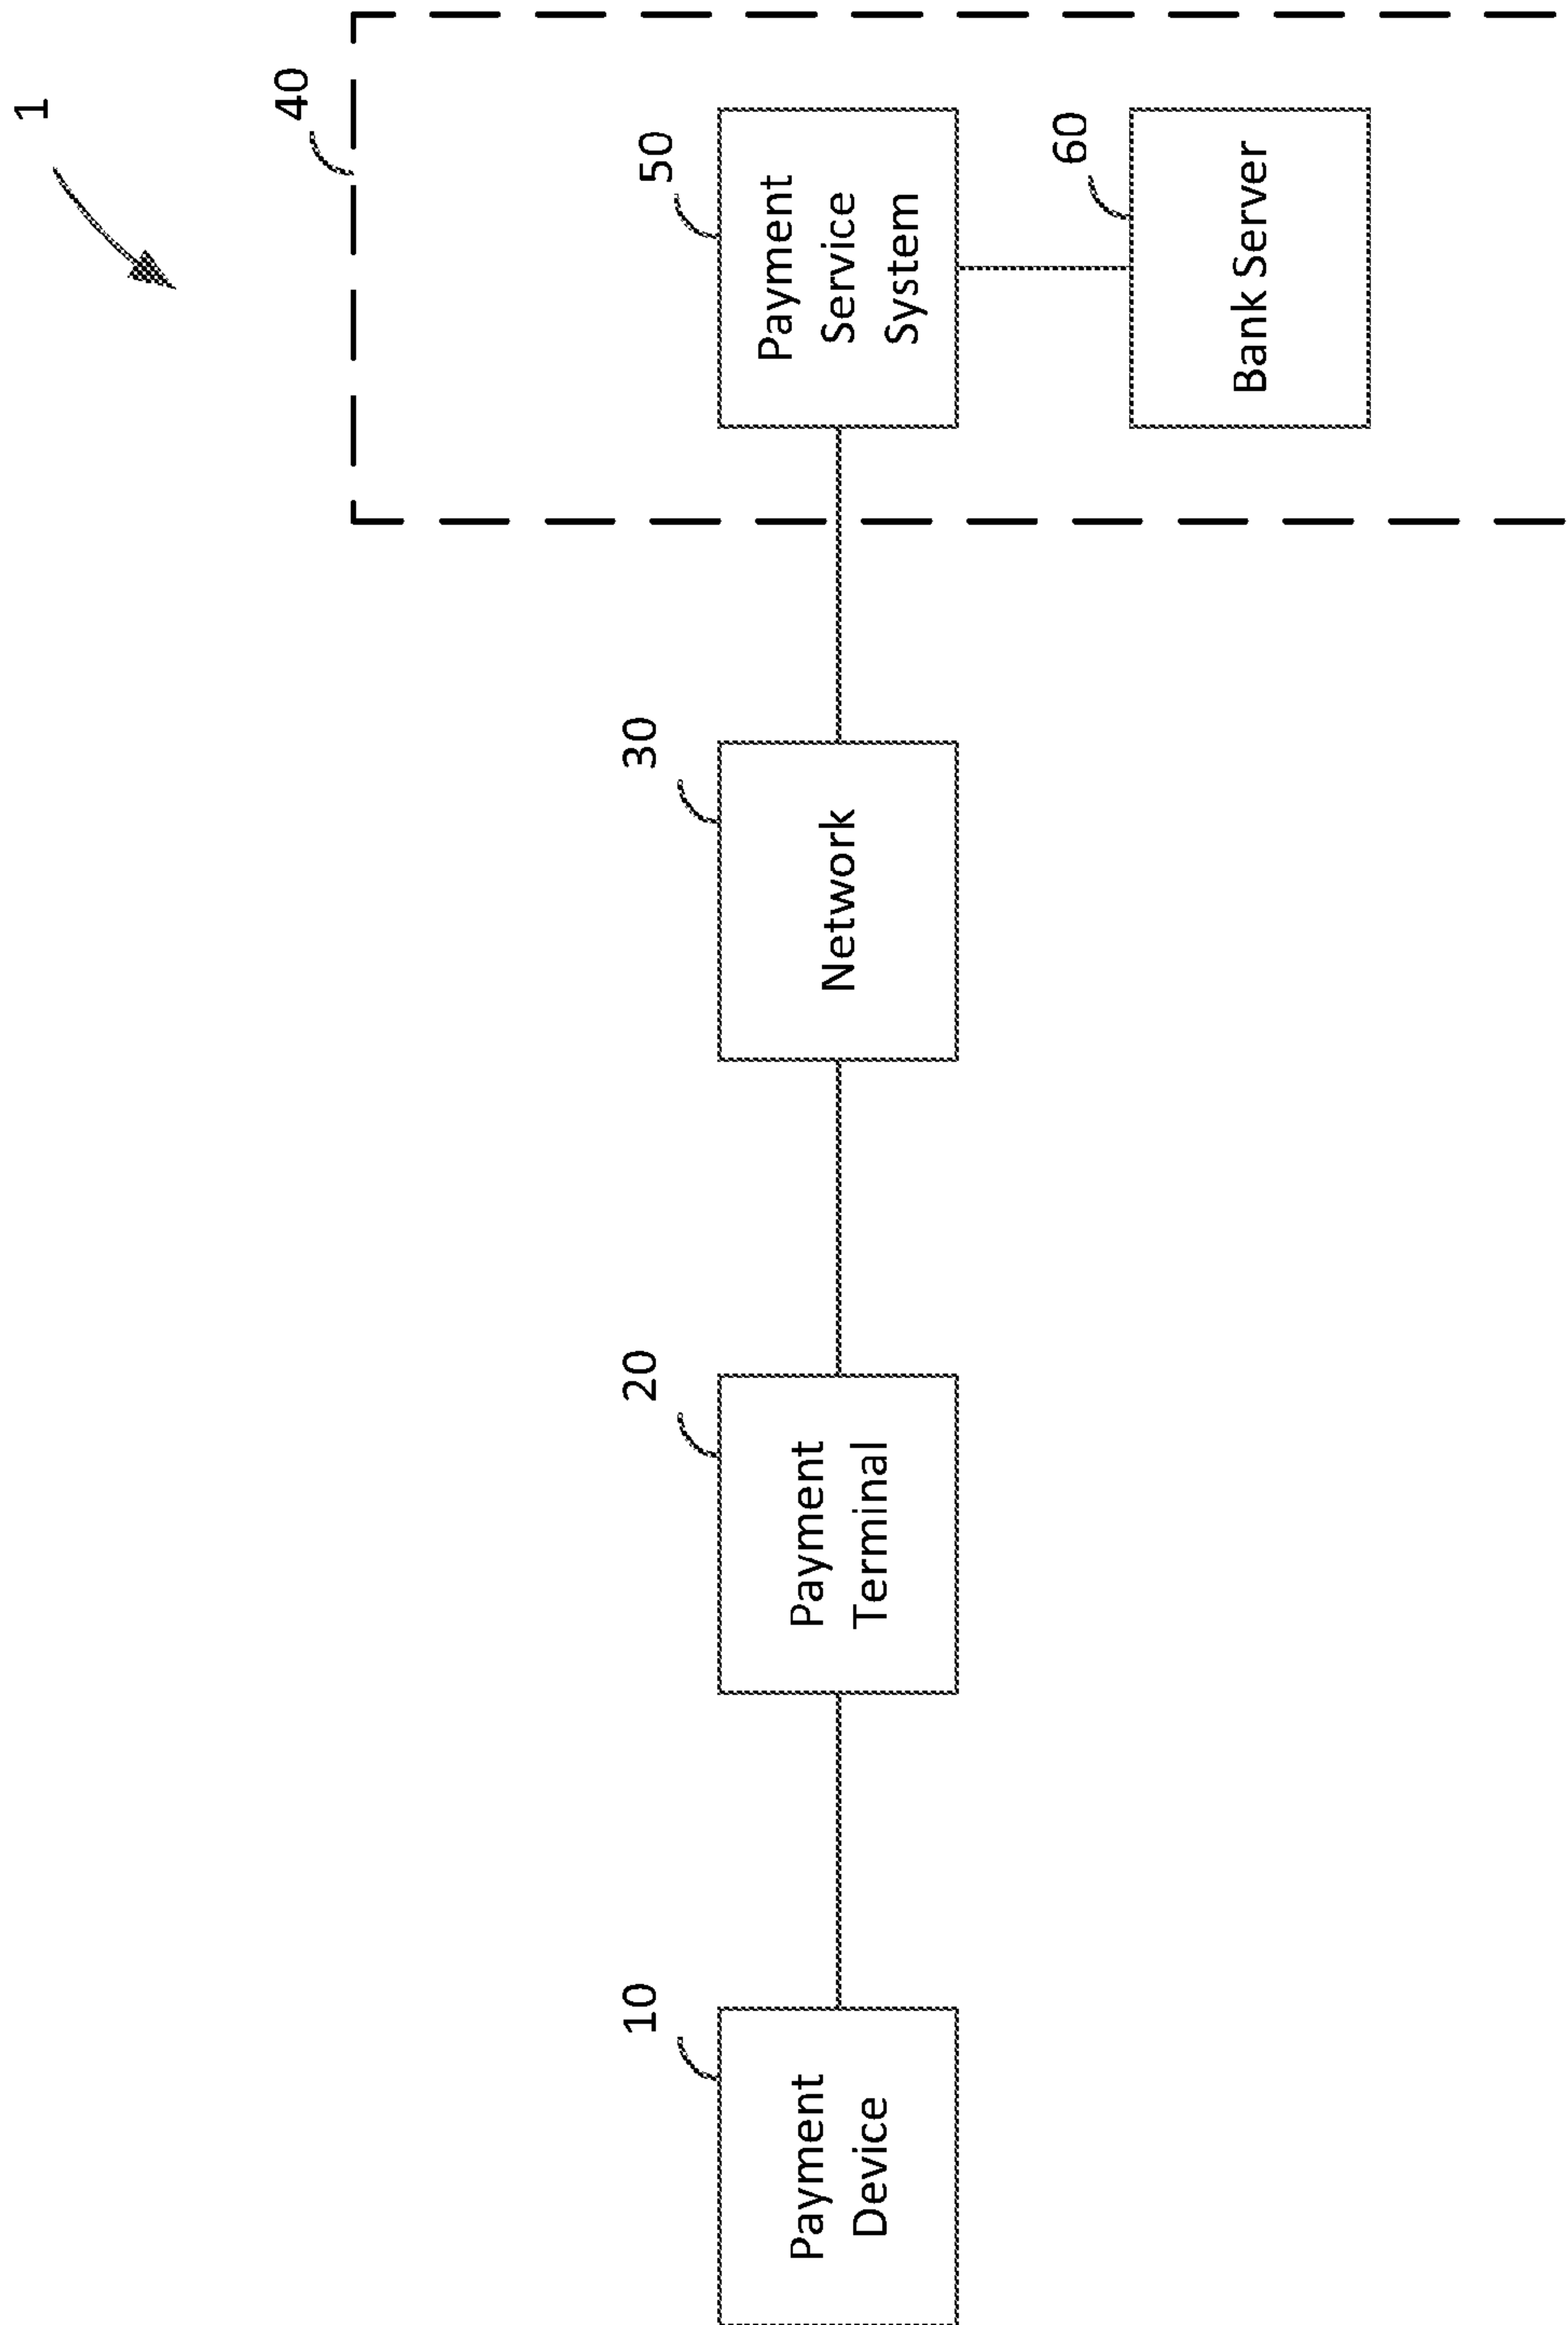 1
40
10
Payment
Device
20
Payment
Terminal
30
Network
50
Payment
Service
System
60
Bank Server